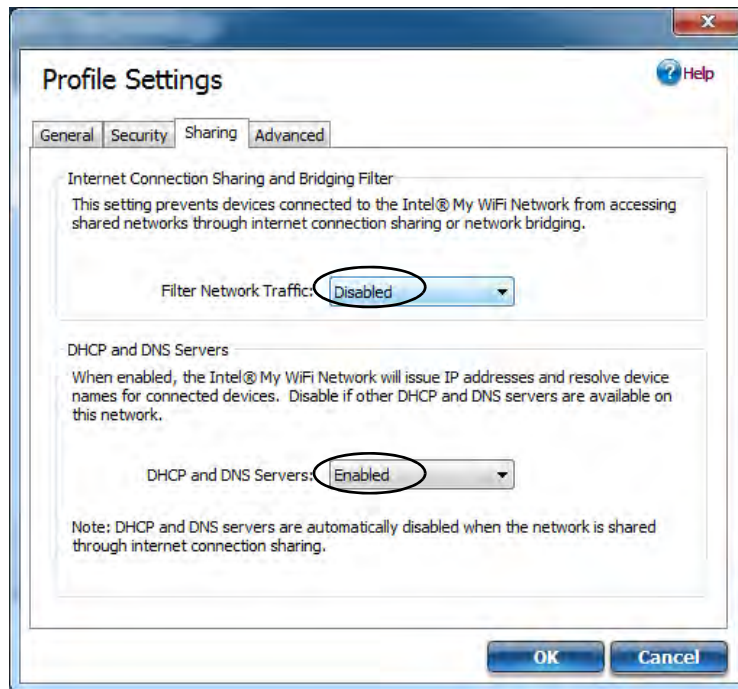 Profile Settings
Help
General Security Sharing Advanced
Internet Connection Sharing and Bridging Filter
This setting prevents devices connected to the Intel® My WiFi Network from accessing
shared networks through internet connection sharing or network bridging.
Filter Network Traffic: Disabled
DHCP and DNS Servers
When enabled, the Intel® My WiFi Network will issue IP addresses and resolve device
names for connected devices. Disable if other DHCP and DNS servers are available on
this network.
DHCP and DNS Servers: Enabled
Note: DHCP and DNS servers are automatically disabled when the network is shared
through internet connection sharing.
OK Cancel